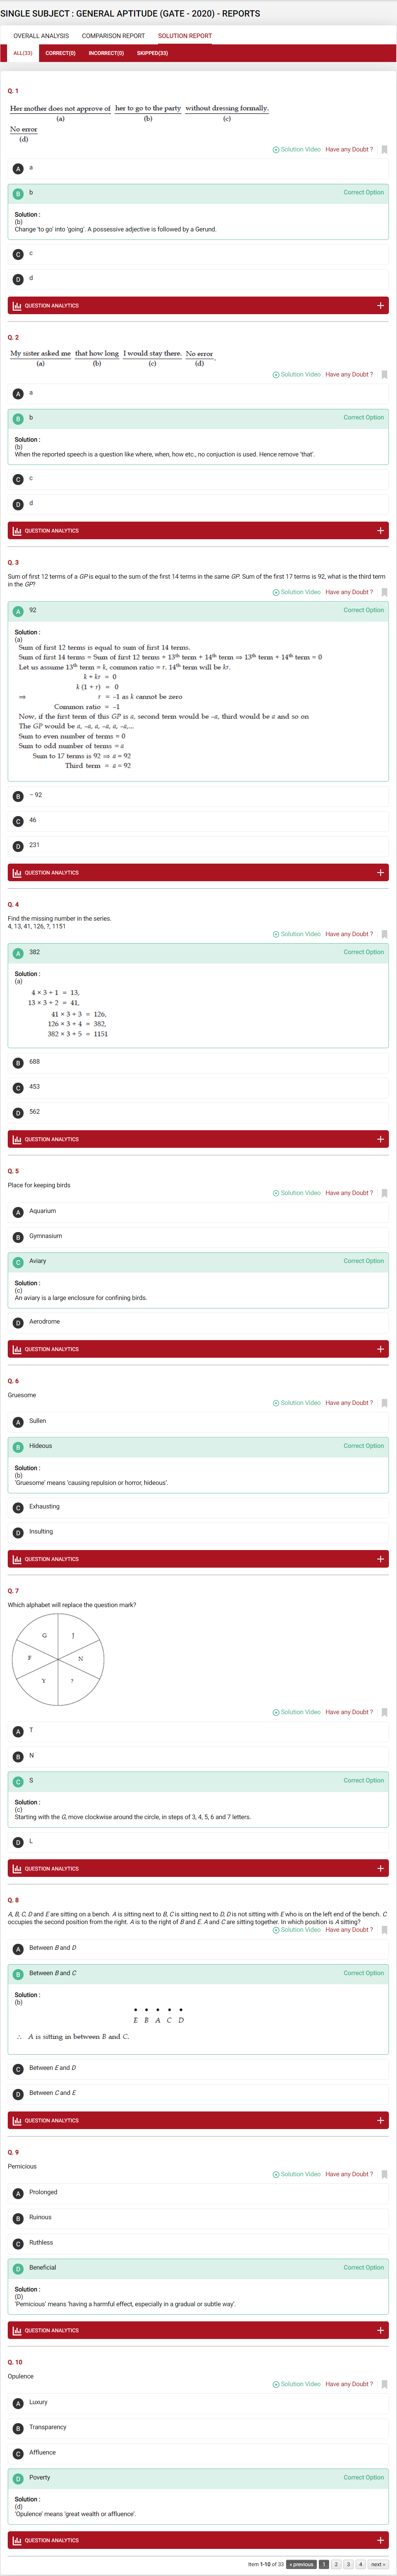 SINGLE SUBJECT : GENERAL APTITUDE (GATE - 2020) - REPORTS
OVERALL ANALYSIS COMPARISON REPORT SOLUTION REPORT
ALL(33) CORRECT(0) INCORRECT(0) SKIPPED(33)
Q. 1
Her mother does not approve of her to go to the party without dressing formally.
(a) (b) (c)
No error
(d)
Solution Video Have any Doubt ?
A a
B b Correct Option
Solution :
(b)
Change 'to go' into 'going'. A possessive adjective is followed by a Gerund.
C c
D d
QUESTION ANALYTICS +
Q. 2
My sister asked me that how long I would stay there. No error.
(a) (b) (c) (d)
Solution Video Have any Doubt ?
A a
B b Correct Option
Solution :
(b)
When the reported speech is a question like where, when, how etc., no conjuction is used. Hence remove 'that'.
C c
D d
QUESTION ANALYTICS +
Q. 3
Sum of first 12 terms of a GP is equal to the sum of the first 14 terms in the same GP. Sum of the first 17 terms is 92, what is the third term
in the GP?
Solution Video Have any Doubt ?
A 92 Correct Option
Solution :
(a)
Sum of first 12 terms is equal to sum of first 14 terms.
Sum of first 14 terms = Sum of first 12 terms + 13th term + 14th term ⇒ 13th term + 14th term = 0
Let us assume 13th term = k, common ratio = r. 14th term will be kr.
k + kr = 0
k (1 + r) = 0
⇒ r = –1 as k cannot be zero
Common ratio = –1
Now, if the first term of this GP is a, second term would be –a, third would be a and so on
The GP would be a, –a, a, –a, a, –a,...
Sum to even number of terms = 0
Sum to odd number of terms = a
Sum to 17 terms is 92 ⇒ a = 92
Third term = a = 92
B – 92
C 46
D 231
QUESTION ANALYTICS +
Q. 4
Find the missing number in the series.
4, 13, 41, 126, ?, 1151
Solution Video Have any Doubt ?
A 382 Correct Option
Solution :
(a)
4 × 3 + 1 = 13,
13 × 3 + 2 = 41,
41 × 3 + 3 = 126,
126 × 3 + 4 = 382,
382 × 3 + 5 = 1151
B 688
C 453
D 562
QUESTION ANALYTICS +
Q. 5
Place for keeping birds
Solution Video Have any Doubt ?
A Aquarium
B Gymnasium
C Aviary Correct Option
Solution :
(c)
An aviary is a large enclosure for confining birds.
D Aerodrome
QUESTION ANALYTICS +
Q. 6
Gruesome
Solution Video Have any Doubt ?
A Sullen
B Hideous Correct Option
Solution :
(b)
'Gruesome' means 'causing repulsion or horror, hideous'.
C Exhausting
D Insulting
QUESTION ANALYTICS +
Q. 7
Which alphabet will replace the question mark?
G J
F N
Y ?
Solution Video Have any Doubt ?
A T
B N
C S Correct Option
Solution :
(c)
Starting with the G, move clockwise around the circle, in steps of 3, 4, 5, 6 and 7 letters.
D L
QUESTION ANALYTICS +
Q. 8
A, B, C, D and E are sitting on a bench. A is sitting next to B, C is sitting next to D, D is not sitting with E who is on the left end of the bench. C
occupies the second position from the right. A is to the right of B and E. A and C are sitting together. In which position is A sitting?
Solution Video Have any Doubt ?
A Between B and D
B Between B and C Correct Option
Solution :
(b)
E B A C D
∴ A is sitting in between B and C.
C Between E and D
D Between C and E
QUESTION ANALYTICS +
Q. 9
Pernicious
Solution Video Have any Doubt ?
A Prolonged
B Ruinous
C Ruthless
D Beneficial Correct Option
Solution :
(D)
'Pernicious' means 'having a harmful effect, especially in a gradual or subtle way'.
QUESTION ANALYTICS +
Q. 10
Opulence
Solution Video Have any Doubt ?
A Luxury
B Transparency
C Affluence
D Poverty Correct Option
Solution :
(d)
'Opulence' means 'great wealth or affluence'.
QUESTION ANALYTICS +
Item 1-10 of 33 « previous 1 2 3 4 next »